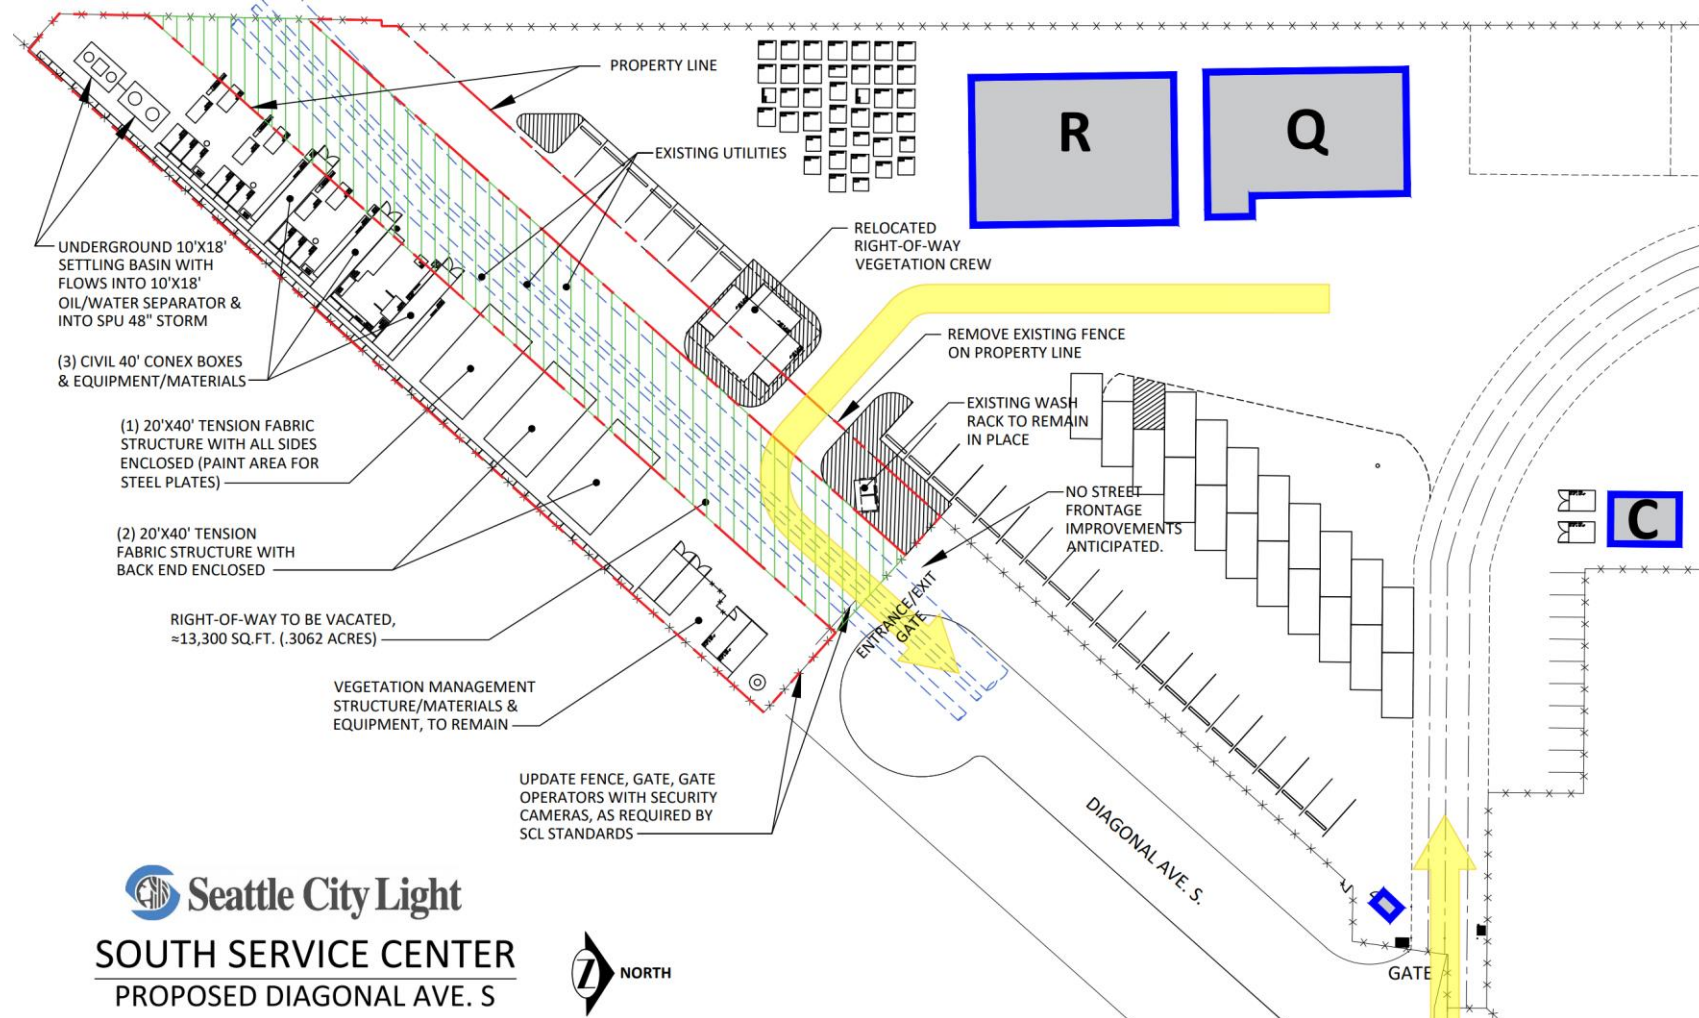 PROPERTY LINE
EXISTING UTILITIES
R
Q
RELOCATED
RIGHT-OF-WAY
VEGETATION CREW
UNDERGROUND 10'X18'
SETTLING BASIN WITH
FLOWS INTO 10'X18'
OIL/WATER SEPARATOR &
INTO SPU 48" STORM
(3) CIVIL 40' CONEX BOXES
& EQUIPMENT/MATERIALS
REMOVE EXISTING FENCE
ON PROPERTY LINE
EXISTING WASH
RACK TO REMAIN
IN PLACE
(1) 20'X40' TENSION FABRIC
STRUCTURE WITH ALL SIDES
ENCLOSED (PAINT AREA FOR
STEEL PLATES)
NO STREET
FRONTAGE
IMPROVEMENTS
ANTICIPATED.
C
(2) 20'X40' TENSION
FABRIC STRUCTURE WITH
BACK END ENCLOSED
ENTRANCE/EXIT
GATE
RIGHT-OF-WAY TO BE VACATED,
≈13,300 SQ.FT. (.3062 ACRES)
VEGETATION MANAGEMENT
STRUCTURE/MATERIALS &
EQUIPMENT, TO REMAIN
UPDATE FENCE, GATE, GATE
OPERATORS WITH SECURITY
CAMERAS, AS REQUIRED BY
SCL STANDARDS
DIAGONAL AVE. S.
GATE
Seattle City Light
SOUTH SERVICE CENTER
PROPOSED DIAGONAL AVE. S
Z
NORTH